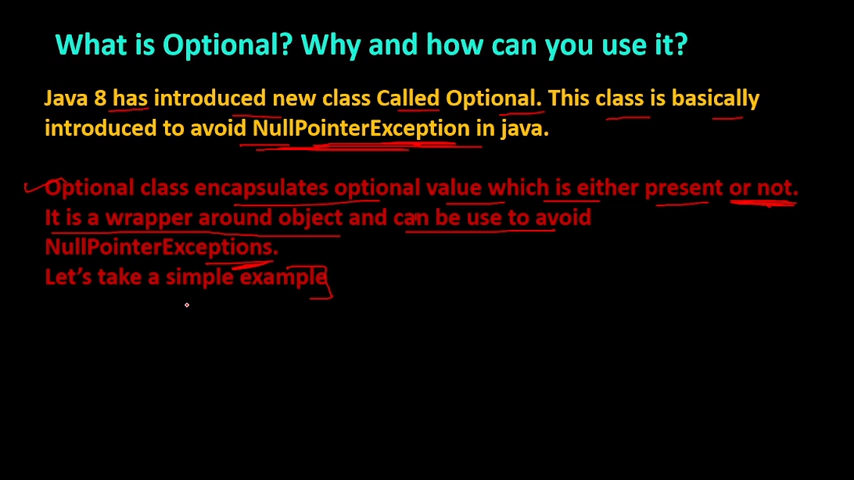 What is Optional? Why and how can you use it?
Java 8 has introduced new class Called Optional. This class is basically
introduced to avoid NullPointerException in java.
Optional class encapsulates optional value which is either present or not.
It is a wrapper around object and can be use to avoid
NullPointerExceptions.
Let's take a simple example